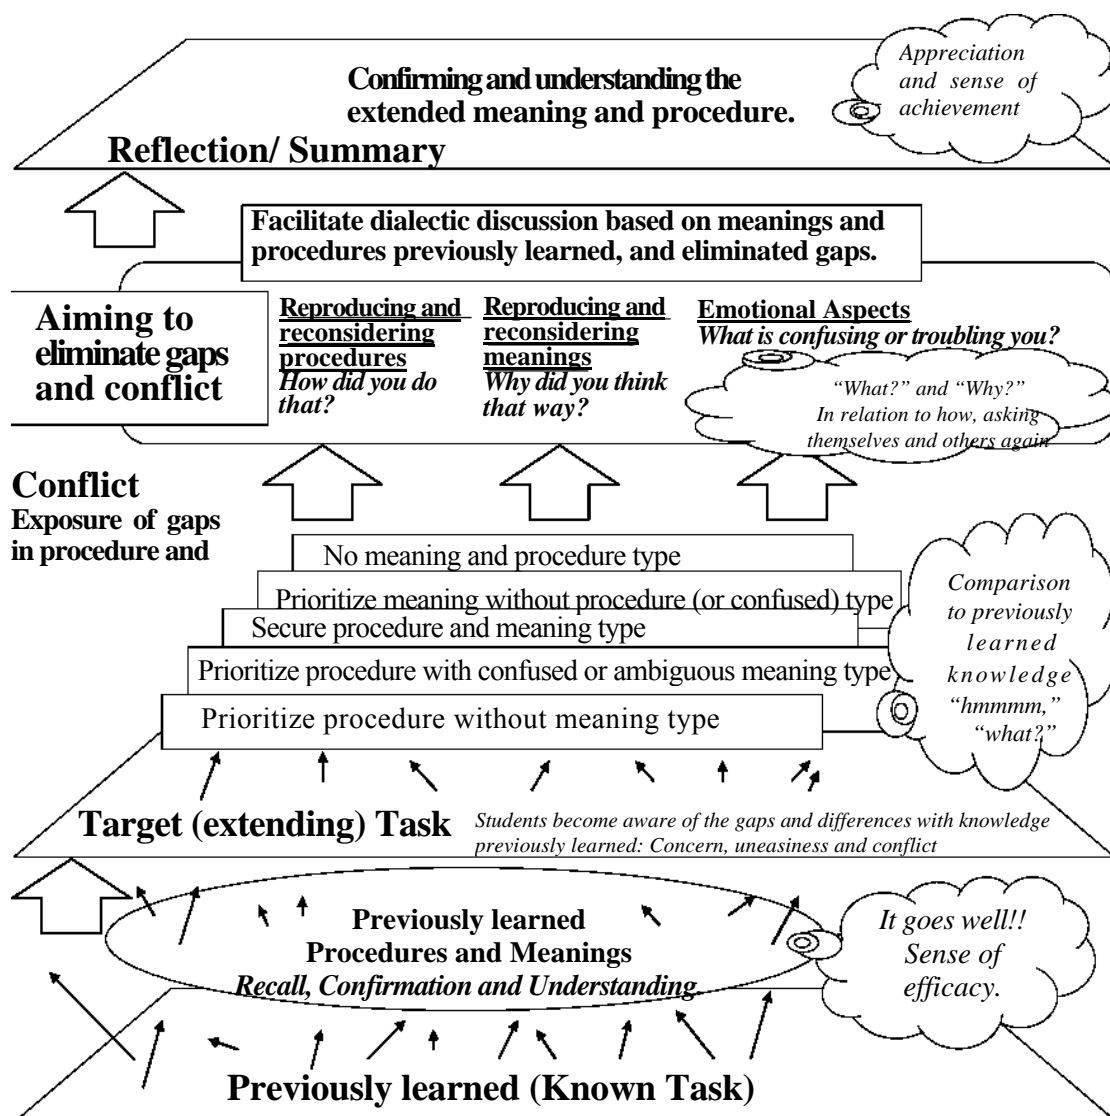 Confirming and understanding the
extended meaning and procedure.
Appreciation
and sense of
achievement
Reflection/ Summary
Facilitate dialectic discussion based on meanings and
procedures previously learned, and eliminated gaps.
Aiming to
eliminate gaps
and conflict
Reproducing and
reconsidering
procedures
How did you do
that?
Reproducing and
reconsidering
meanings
Why did you think
that way?
Emotional Aspects
What is confusing or troubling you?
“What?” and “Why?”
In relation to how, asking
themselves and others again
Conflict
Exposure of gaps
in procedure and
No meaning and procedure type
Prioritize meaning without procedure (or confused) type
Secure procedure and meaning type
Prioritize procedure with confused or ambiguous meaning type
Prioritize procedure without meaning type
Comparison
to previously
learned
knowledge
“hmmmm,”
“what?”
Target (extending) Task
Students become aware of the gaps and differences with knowledge
previously learned: Concern, uneasiness and conflict
Previously learned
Procedures and Meanings
Recall, Confirmation and Understanding.
It goes well!!
Sense of
efficacy.
Previously learned (Known Task)